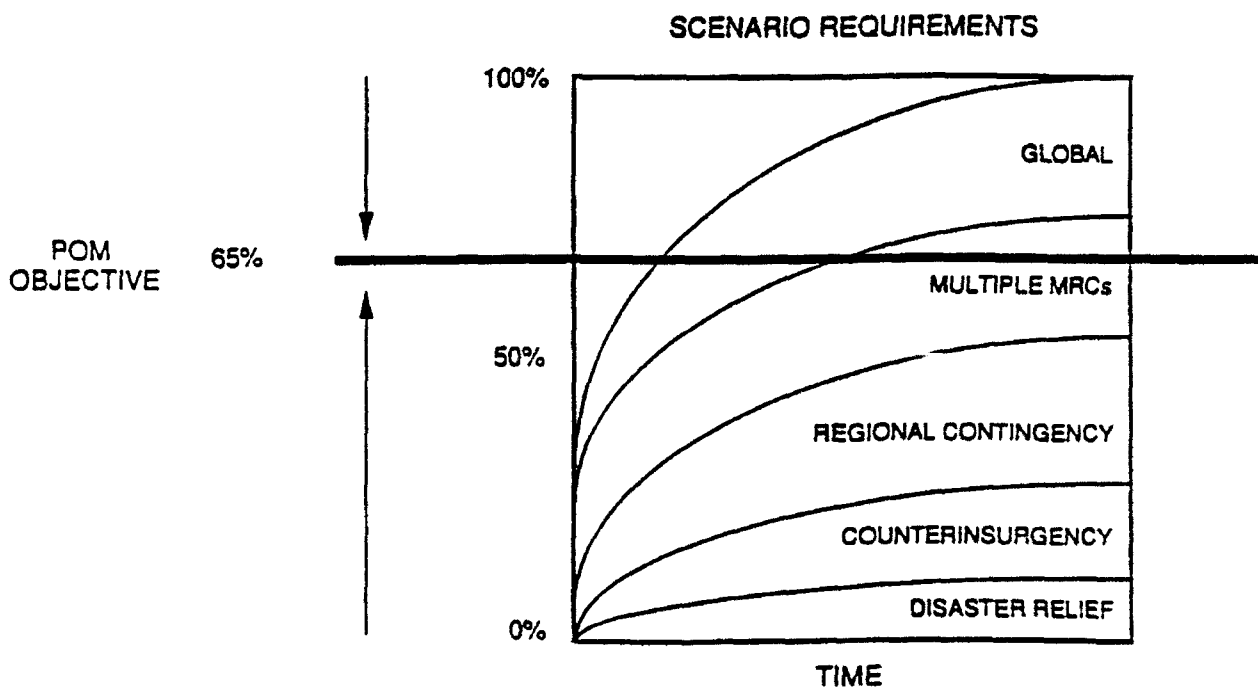 SCENARIO REQUIREMENTS
100%
GLOBAL
POM
OBJECTIVE
65%
MULTIPLE MRCs
50%
REGIONAL CONTINGENCY
COUNTERINSURGENCY
DISASTER RELIEF
0%
TIME